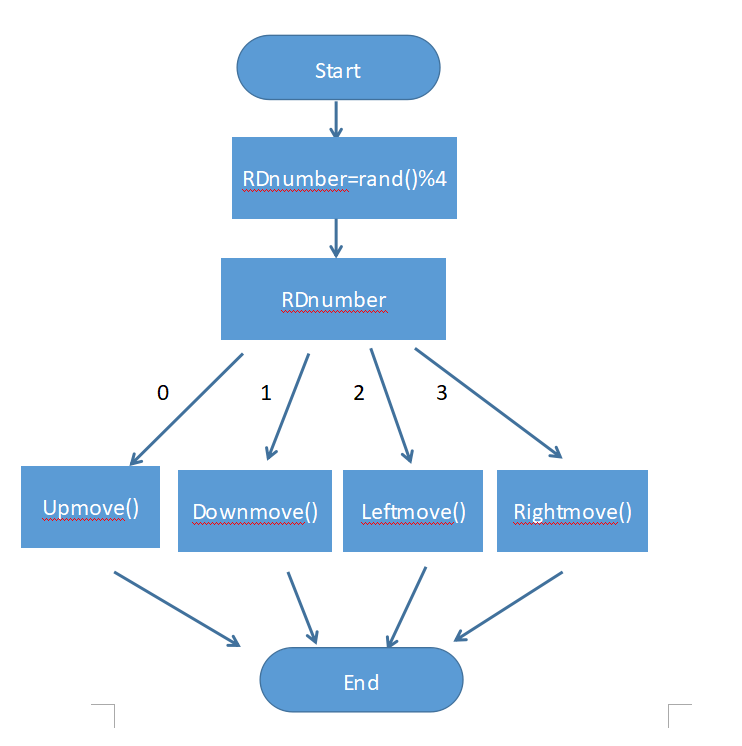 Start
RDnumber=rand()%4
RDnumber
0
1
2
3
Upmove()
Downmove()
Leftmove()
Rightmove()
End